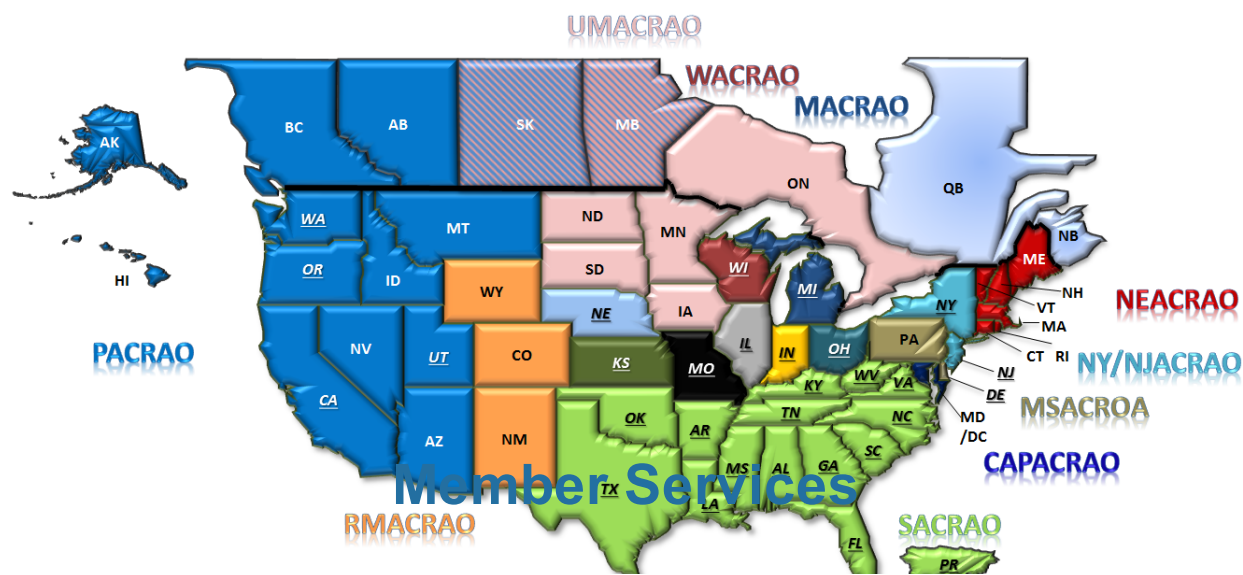 UMACRAO
WACRAO
MACRAO
BC
AB
SK
MB
AK
ON
QB
WA
MT
ND
MN
NB
OR
ID
SD
WI
ME
HI
WY
NE
IA
MI
NY
NH
VT
NEACRAO
MA
PACRAO
NV
UT
CO
KS
MO
IL
IN
OH
PA
CT
RI
NY/NJACRAO
NJ
DE
CA
OK
KY
WV
VA
MSACROA
AZ
NM
AR
TN
NC
MD
/DC
SC
CAPACRAO
MS
AL
GA
Member Services
TX
LA
RMACRAO
SACRAO
FL
PR